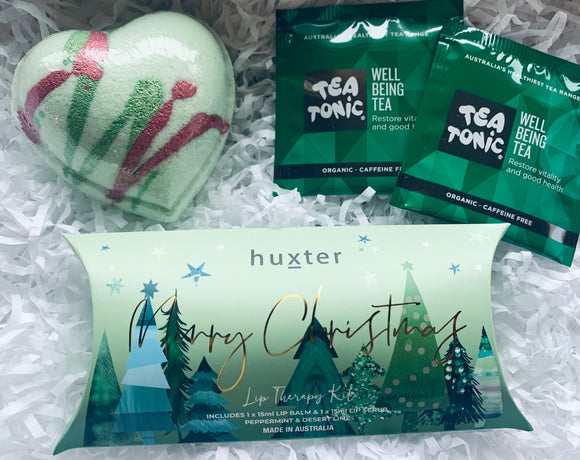 AUSTRALIA'S HEALTHIEST TEA RANGE
TEA
TONIC
WELL
BEING
TEA
Restore vitality
and good health
ORGANIC · CAFFEINE FREE
AUSTRALIA'S HEALTHIEST TEA RANGE
TEA
TONIC
WELL
BEING
TEA
Restore vitality
and good health
ORGANIC · CAFFEINE FREE
huxter
Merry Christmas
Lip Therapy Kit
INCLUDES 1 x 15ml LIP BALM & 1 x 15ml LIP SCRUB
PEPPERMINT & DESERT LIME
MADE IN AUSTRALIA